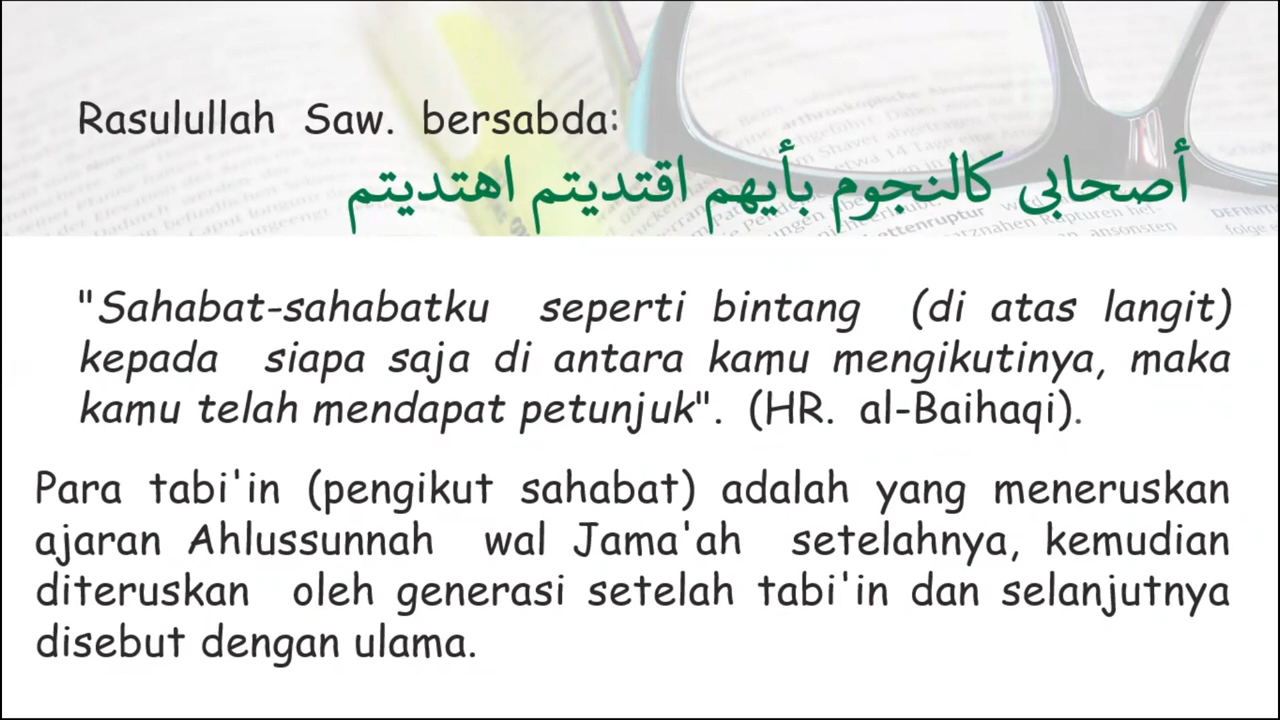 Rasulullah Saw. bersabda:
أصحابي كالنجوم بأيهم اقتديتم اهتديتم
"Sahabat-sahabatku seperti bintang (di atas langit)
kepada siapa saja di antara kamu mengikutinya, maka
kamu telah mendapat petunjuk". (HR. al-Baihaqi).
Para tabi'in (pengikut sahabat) adalah yang meneruskan
ajaran Ahlussunnah wal Jama'ah setelahnya, kemudian
diteruskan oleh generasi setelah tabi'in dan selanjutnya
disebut dengan ulama.